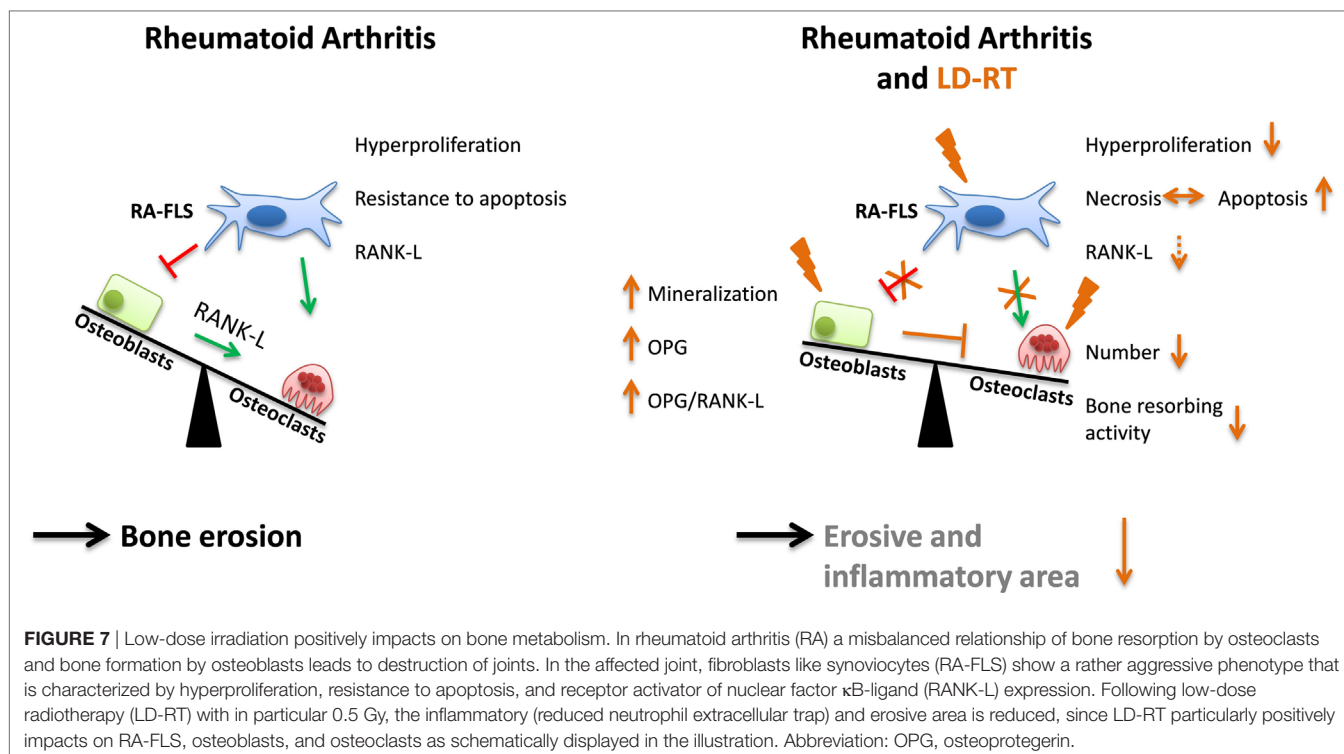 Rheumatoid Arthritis
Hyperproliferation
RA-FLS
Resistance to apoptosis
RANK-L
RANK-L
Osteoblasts
Osteoclasts
Bone erosion
Rheumatoid Arthritis
and LD-RT
Hyperproliferation
RA-FLS
Necrosis
Apoptosis
RANK-L
Mineralization
OPG
OPG/RANK-L
Osteoblasts
Osteoclasts
Number
Bone resorbing
activity
Erosive and
inflammatory area
FIGURE 7 | Low-dose irradiation positively impacts on bone metabolism. In rheumatoid arthritis (RA) a misbalanced relationship of bone resorption by osteoclasts
and bone formation by osteoblasts leads to destruction of joints. In the affected joint, fibroblasts like synoviocytes (RA-FLS) show a rather aggressive phenotype that
is characterized by hyperproliferation, resistance to apoptosis, and receptor activator of nuclear factor κB-ligand (RANK-L) expression. Following low-dose
radiotherapy (LD-RT) with in particular 0.5 Gy, the inflammatory (reduced neutrophil extracellular trap) and erosive area is reduced, since LD-RT particularly positively
impacts on RA-FLS, osteoblasts, and osteoclasts as schematically displayed in the illustration. Abbreviation: OPG, osteoprotegerin.